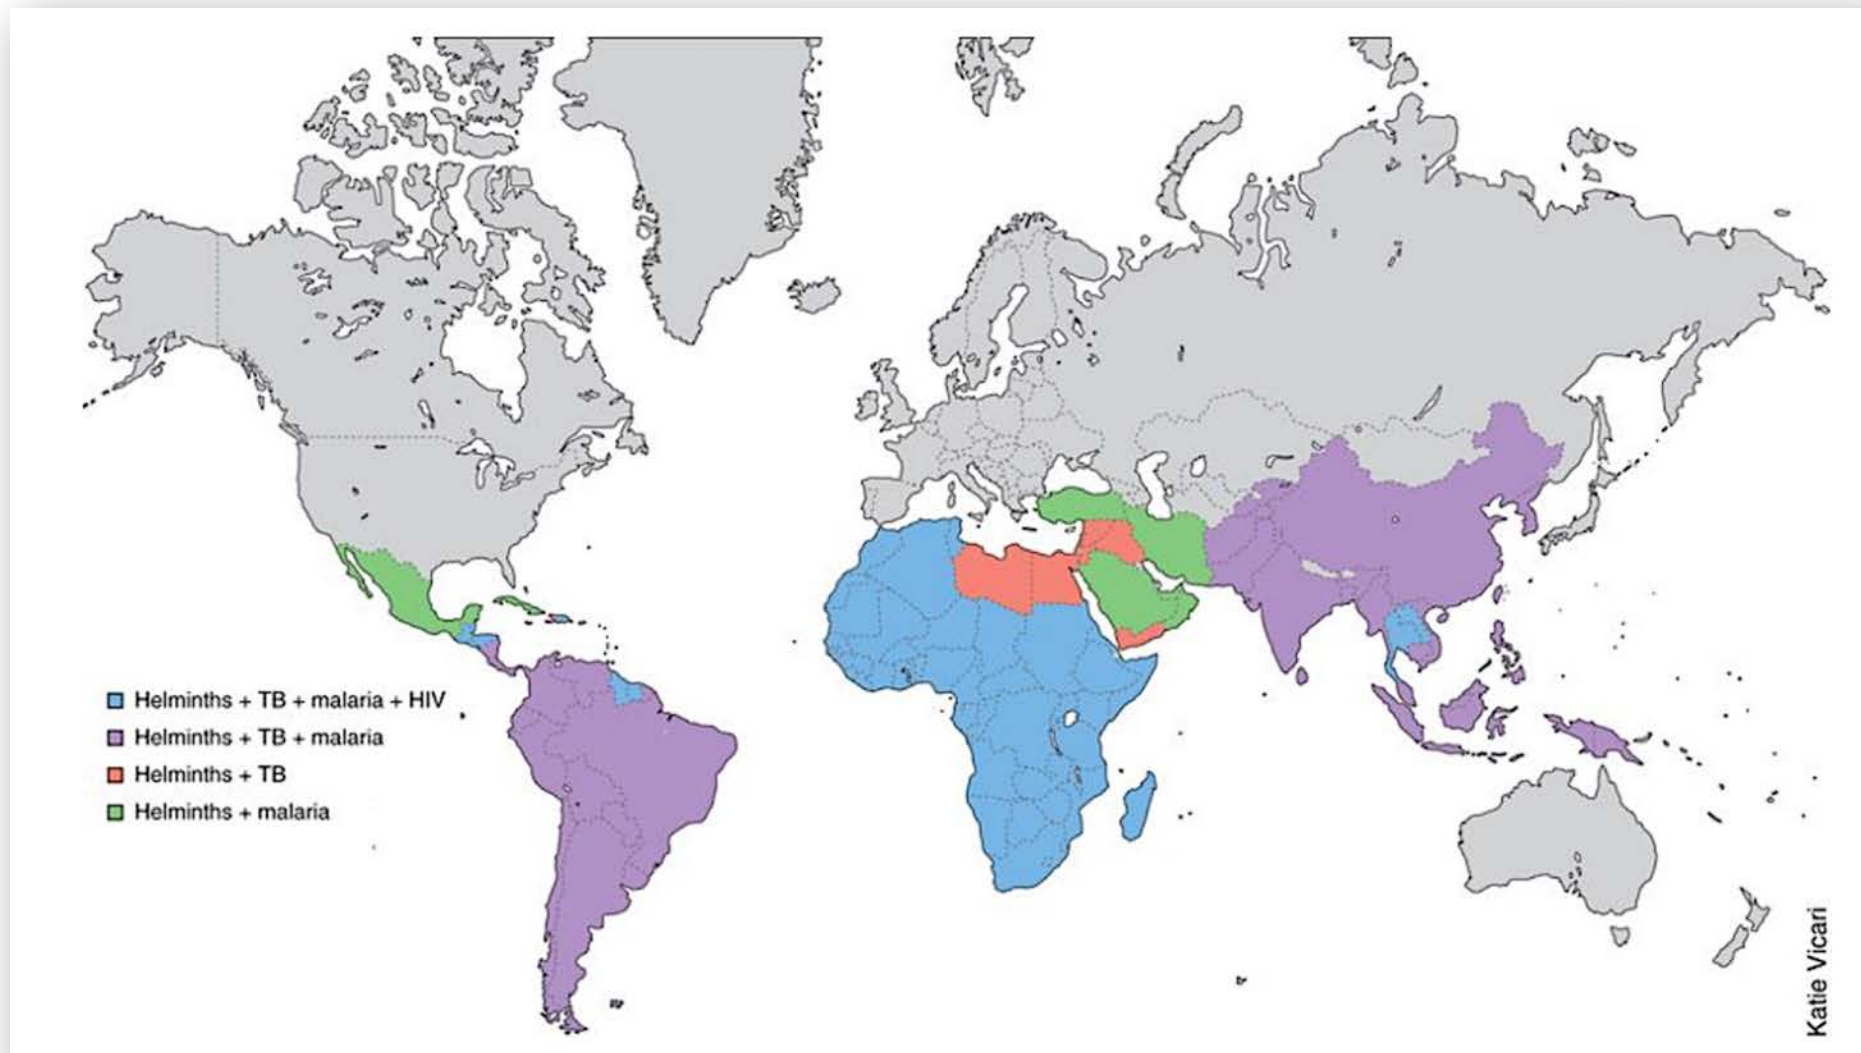 Helminths + TB + malaria + HIV
Helminths + TB + malaria
Helminths + TB
Helminths + malaria
Katie Vicari